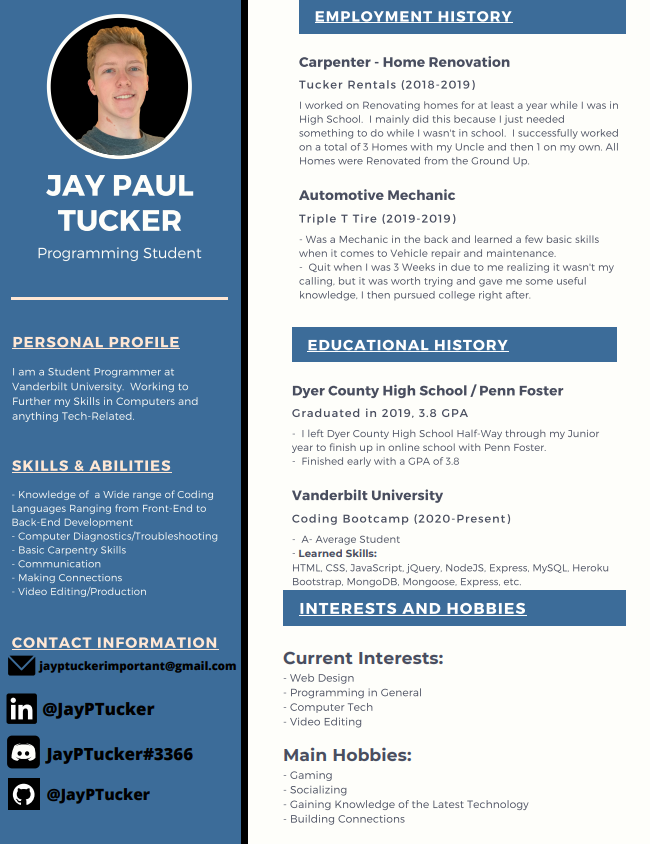 JAY PAUL
TUCKER
Programming Student
PERSONAL PROFILE
I am a Student Programmer at
Vanderbilt University.  Working to
Further my Skills in Computers and
anything Tech-Related.
SKILLS & ABILITIES
- Knowledge of  a Wide range of Coding
Languages Ranging from Front-End to
Back-End Development
- Computer Diagnostics/Troubleshooting
- Basic Carpentry Skills
- Communication
- Making Connections
- Video Editing/Production
CONTACT INFORMATION
jayptuckerimportant@gmail.com
in @JayPTucker
JayPTucker#3366
@JayPTucker
EMPLOYMENT HISTORY
Carpenter - Home Renovation
Tucker Rentals (2018-2019)
I worked on Renovating homes for at least a year while I was in
High School.  I mainly did this because I just needed
something to do while I wasn't in school.  I successfully worked
on a total of 3 Homes with my Uncle and then 1 on my own. All
Homes were Renovated from the Ground Up.
Automotive Mechanic
Triple T Tire (2019-2019)
- Was a Mechanic in the back and learned a few basic skills
when it comes to Vehicle repair and maintenance.
-  Quit when I was 3 Weeks in due to me realizing it wasn't my
calling, but it was worth trying and gave me some useful
knowledge, I then pursued college right after.
EDUCATIONAL HISTORY
Dyer County High School / Penn Foster
Graduated in 2019, 3.8 GPA
-  I left Dyer County High School Half-Way through my Junior
year to finish up in online school with Penn Foster.
-  Finished early with a GPA of 3.8
Vanderbilt University
Coding Bootcamp (2020-Present)
-  A- Average Student
- Learned Skills:
HTML, CSS, JavaScript, jQuery, NodeJS, Express, MySQL, Heroku
Bootstrap, MongoDB, Mongoose, Express, etc.
INTERESTS AND HOBBIES
Current Interests:
- Web Design
- Programming in General
- Computer Tech
- Video Editing
Main Hobbies:
- Gaming
- Socializing
- Gaining Knowledge of the Latest Technology
- Building Connections